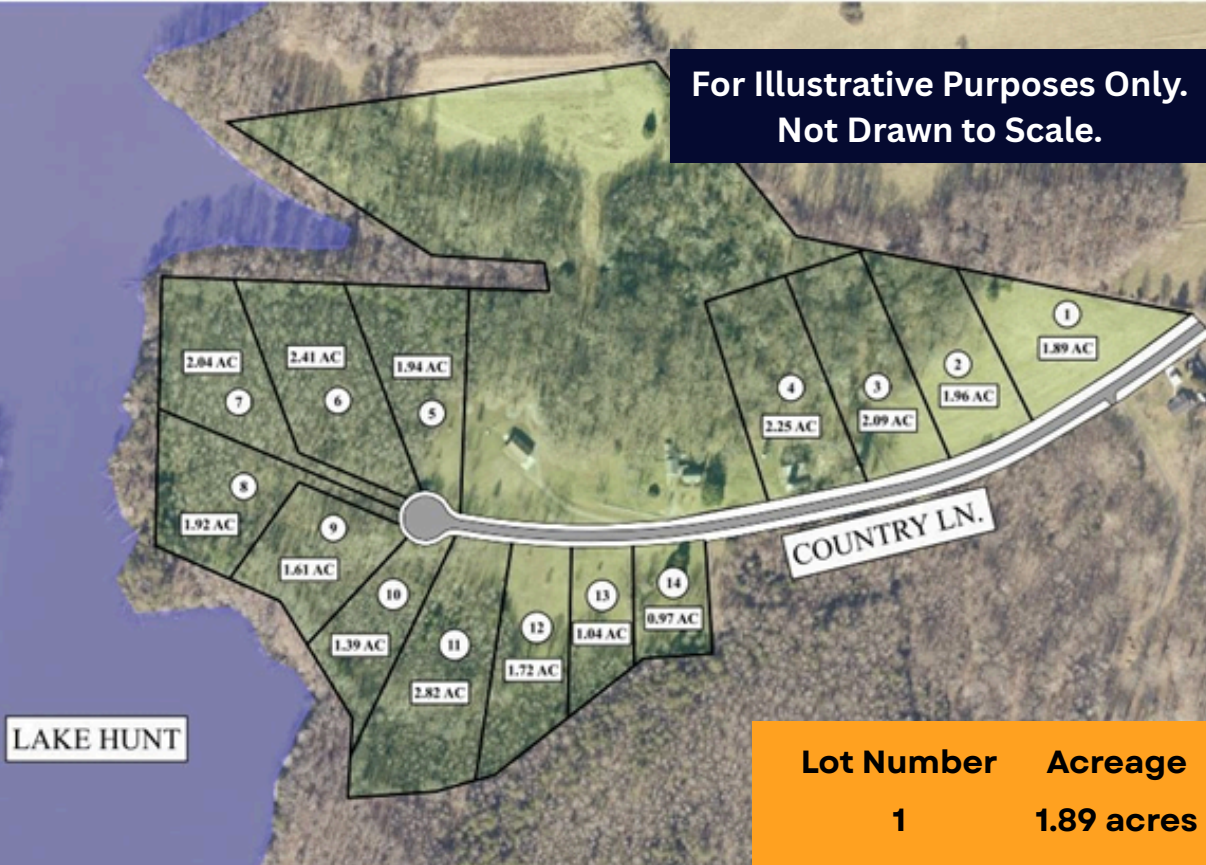 For Illustrative Purposes Only.
Not Drawn to Scale.
1
1.89 AC
2
1.96 AC
3
2.09 AC
4
2.25 AC
2.04 AC
7
2.41 AC
6
1.94 AC
5
8
1.92 AC
9
1.61 AC
10
1.39 AC
11
2.82 AC
12
1.72 AC
13
1.04 AC
14
0.97 AC
COUNTRY LN.
LAKE HUNT
Lot Number Acreage
1 1.89 acres